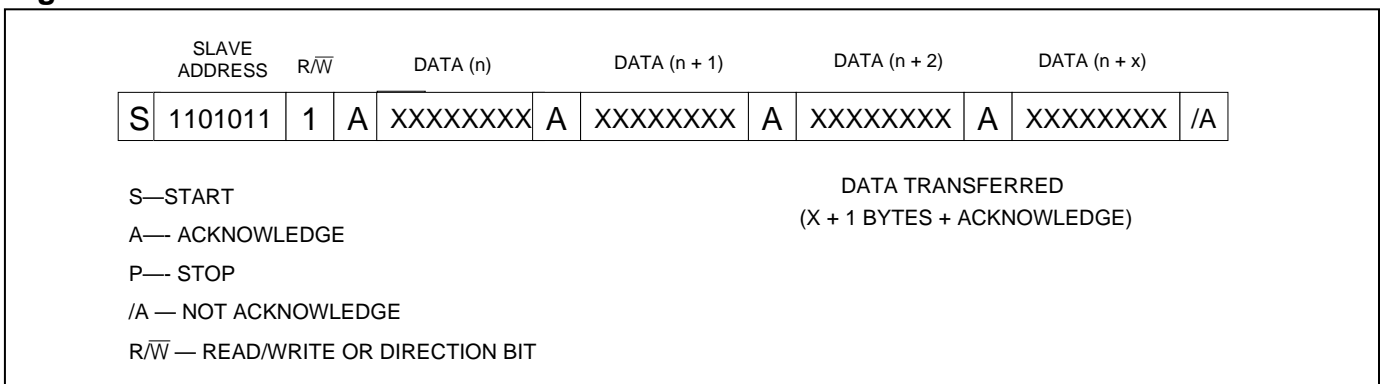 SLAVE
ADDRESS R/W̅ DATA (n) DATA (n + 1) DATA (n + 2) DATA (n + x)
S 1101011 1 A XXXXXXXX A XXXXXXXX A XXXXXXXX A XXXXXXXX /A
S—START
A—- ACKNOWLEDGE
P—- STOP
/A — NOT ACKNOWLEDGE
R/W̅ — READ/WRITE OR DIRECTION BIT
DATA TRANSFERRED
(X + 1 BYTES + ACKNOWLEDGE)